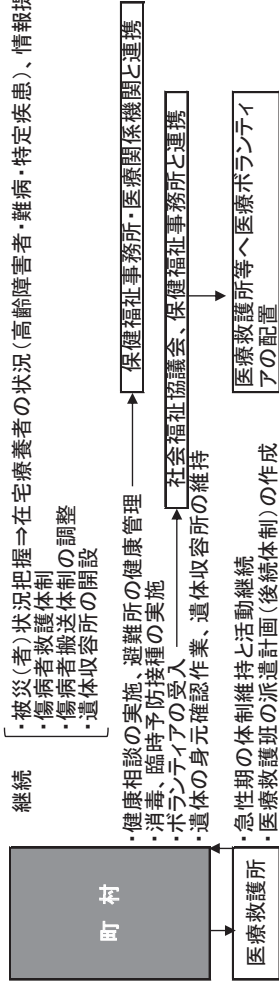 町 村
継続
・被災(者)状況把握⇒在宅療養者の状況(高齢障害者・難病・特定疾患)、情報提
・傷病者救護体制
・傷病者搬送体制の調整
・遺体収容所の開設
・健康相談の実施、避難所の健康管理
保健福祉事務所・医療関係機関と連携
・消毒、臨時予防接種の実施
・ボランティアの受入
社会福祉協議会、保健福祉事務所と連携
・遺体の身元確認作業、遺体収容所の維持
医療救護所
・急性期の体制維持と活動継続
・医療救護班の派遣計画(後続体制)の作成
医療救護所等へ医療ボランティ
アの配置